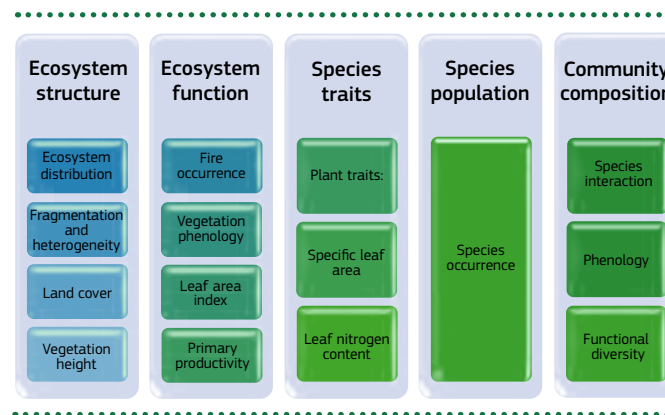 Ecosystem
structure
Ecosystem
distribution
Fragmentation
and
heterogeneity
Land cover
Vegetation
height
Ecosystem
function
Fire
occurrence
Vegetation
phenology
Leaf area
index
Primary
productivity
Species
traits
Plant traits:
Specific leaf
area
Leaf nitrogen
content
Species
population
Species
occurrence
Community
composition
Species
interaction
Phenology
Functional
diversity